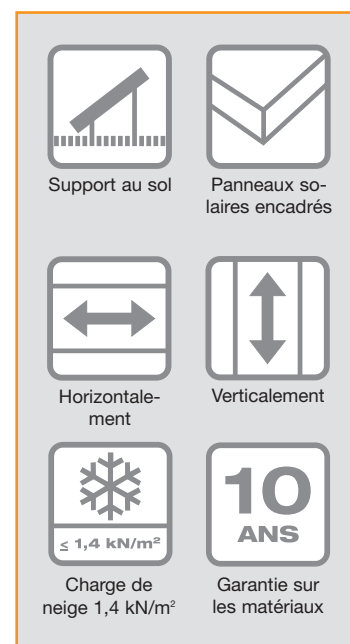 Support au sol
Panneaux so-
laires encadrés
Horizontale-
ment
Verticalement
≤ 1,4 kN/m²
Charge de
neige 1,4 kN/m²
10
ANS
Garantie sur
les matériaux